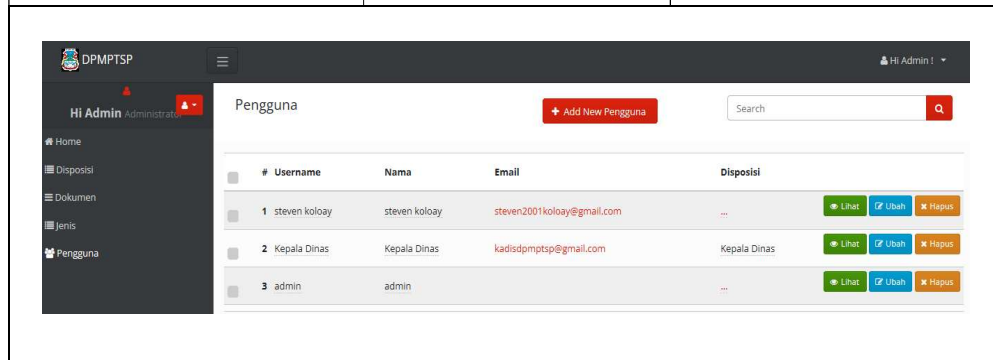 DPMPTSP
Hi Admin !
Hi Admin Administrator
Home
Disposisi
Dokumen
Jenis
Pengguna
Pengguna
+ Add New Pengguna
Search
# Username Nama Email Disposisi
1 steven koloay steven koloay steven2001koloay@gmail.com ... Lihat Ubah Hapus
2 Kepala Dinas Kepala Dinas kadisdpmptsp@gmail.com Kepala Dinas Lihat Ubah Hapus
3 admin admin ... Lihat Ubah Hapus